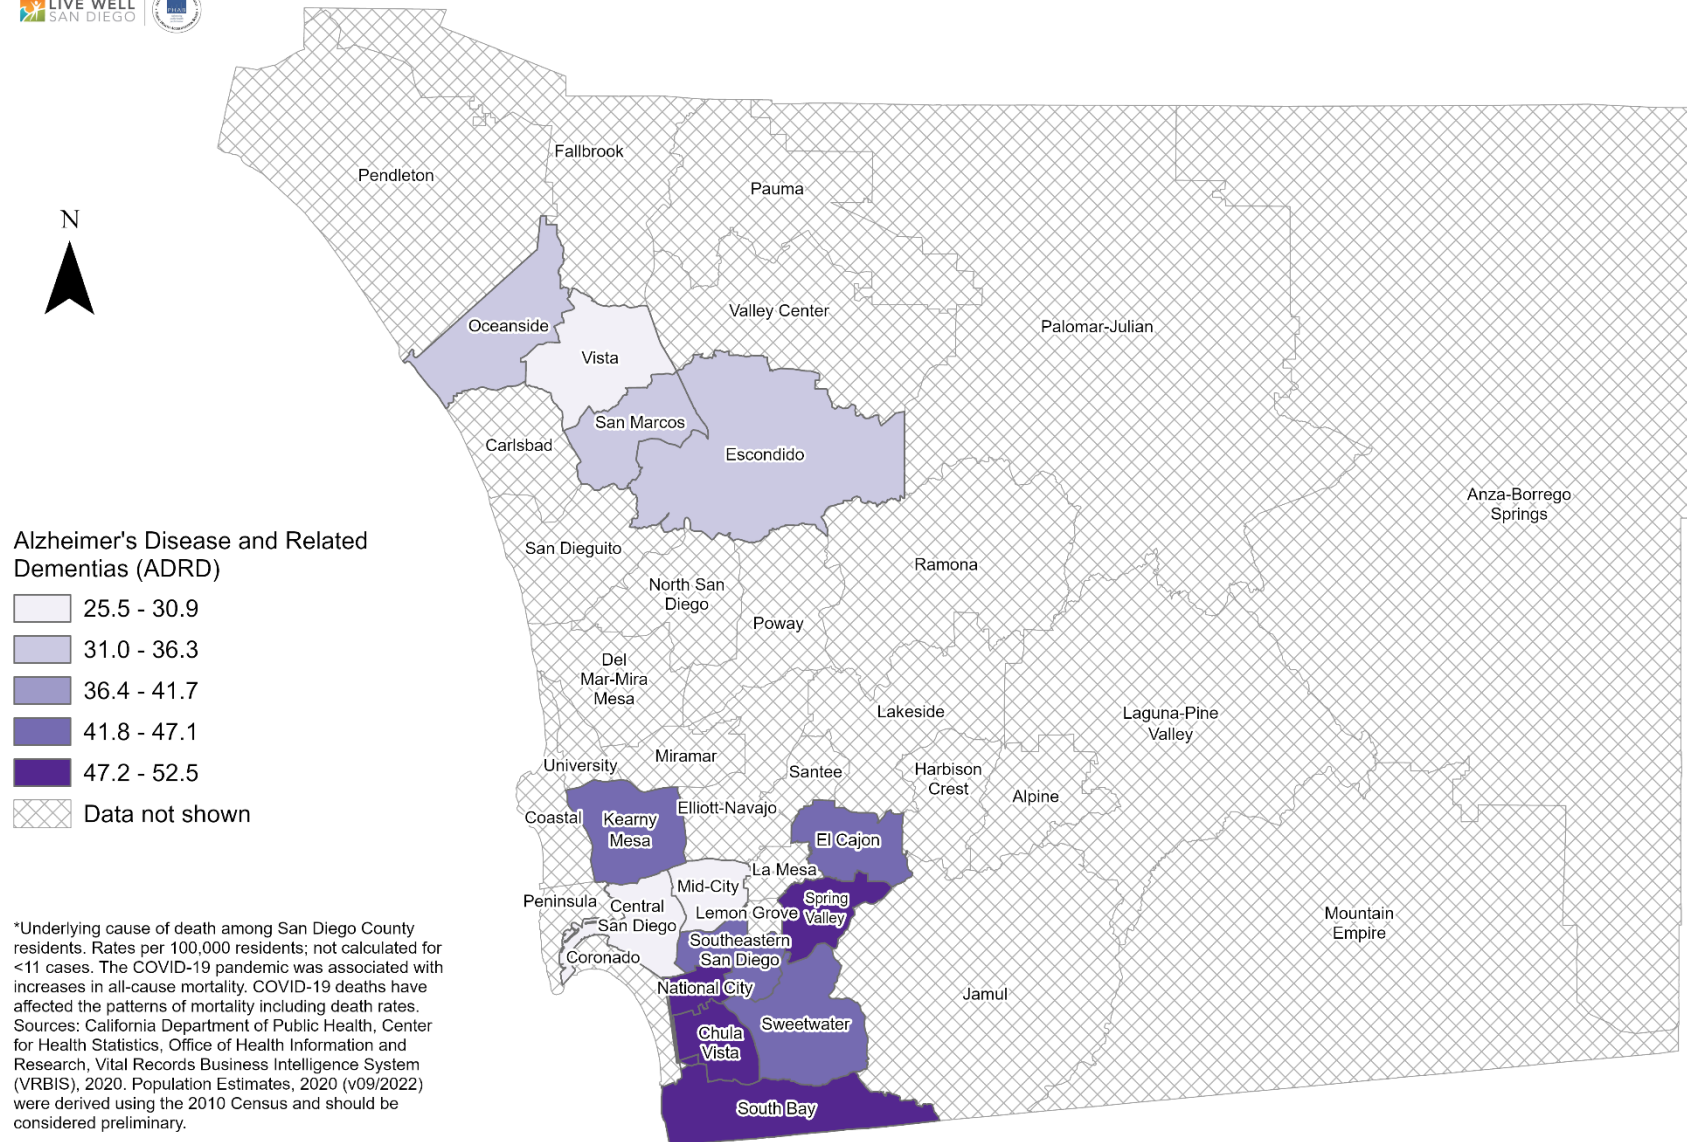 LIVE WELL
SAN DIEGO
PHAB
Fallbrook
Pendleton
Pauma
N
Valley Center
Oceanside
Palomar-Julian
Vista
San Marcos
Carlsbad
Escondido
Anza-Borrego
Springs
San Dieguito
Ramona
North San
Diego
Poway
Del
Mar-Mira
Mesa
Lakeside
Laguna-Pine
Valley
Miramar
University
Santee
Harbison
Crest
Alpine
Elliott-Navajo
Coastal
Kearny
Mesa
El Cajon
La Mesa
Mid-City
Peninsula
Central
San Diego
Spring
Valley
Lemon Grove
Mountain
Empire
Southeastern
San Diego
Coronado
National City
Jamul
Sweetwater
Chula
Vista
South Bay
Alzheimer's Disease and Related
Dementias (ADRD)
25.5 - 30.9
31.0 - 36.3
36.4 - 41.7
41.8 - 47.1
47.2 - 52.5
Data not shown
*Underlying cause of death among San Diego County
residents. Rates per 100,000 residents; not calculated for
<11 cases. The COVID-19 pandemic was associated with
increases in all-cause mortality. COVID-19 deaths have
affected the patterns of mortality including death rates.
Sources: California Department of Public Health, Center
for Health Statistics, Office of Health Information and
Research, Vital Records Business Intelligence System
(VRBIS), 2020. Population Estimates, 2020 (v09/2022)
were derived using the 2010 Census and should be
considered preliminary.